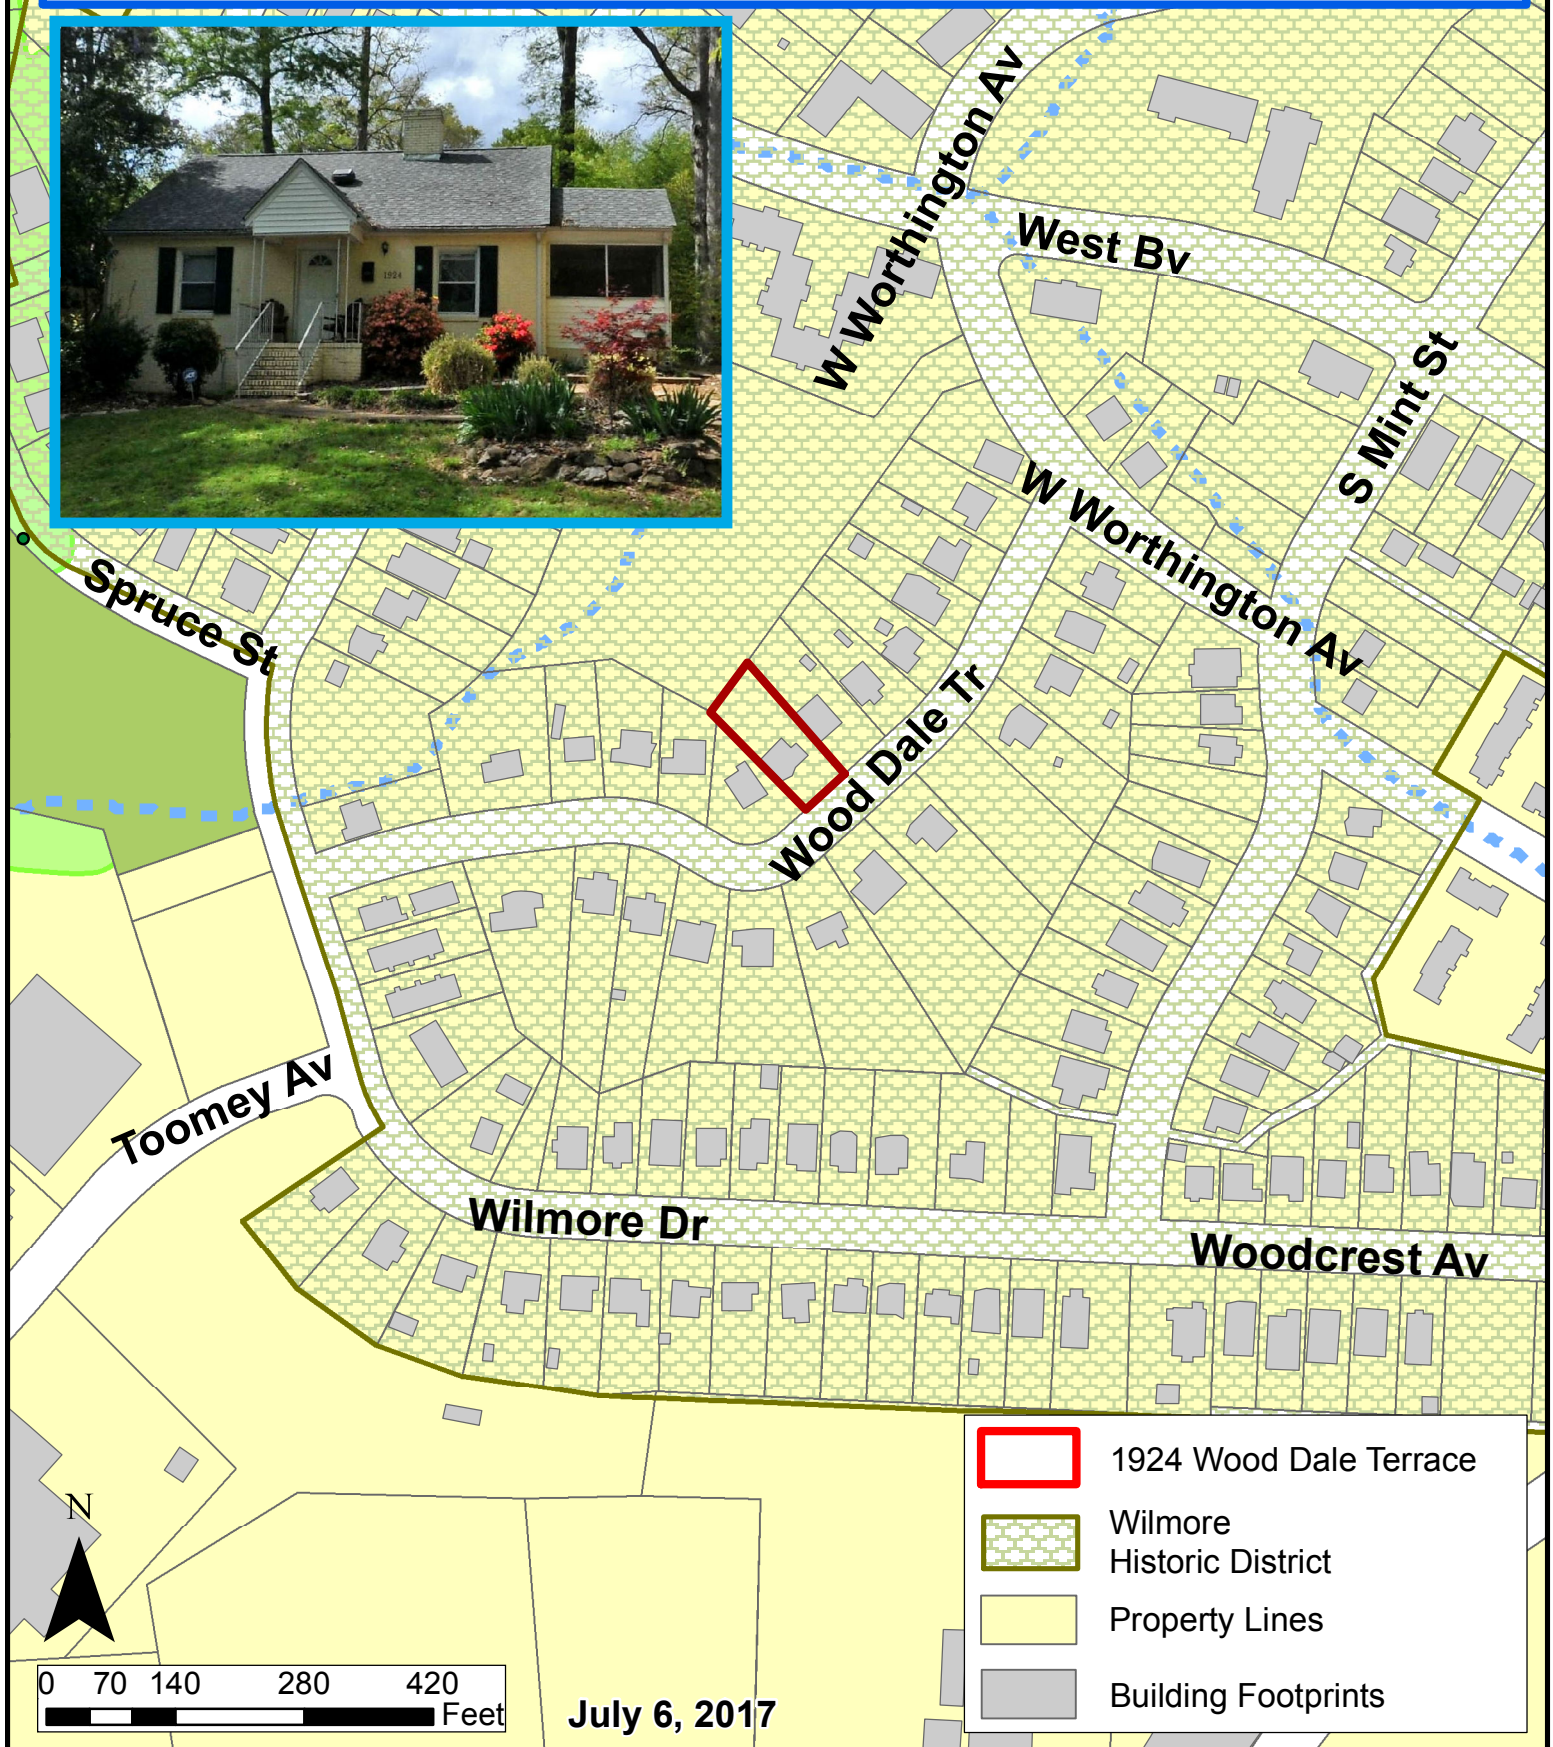 1924
W Worthington Av
West Bv
S Mint St
W Worthington Av
Spruce St
Wood Dale Tr
Toomey Av
Wilmore Dr
Woodcrest Av
1924 Wood Dale Terrace
Wilmore
Historic District
Property Lines
Building Footprints
N
0 70 140 280 420
Feet
July 6, 2017